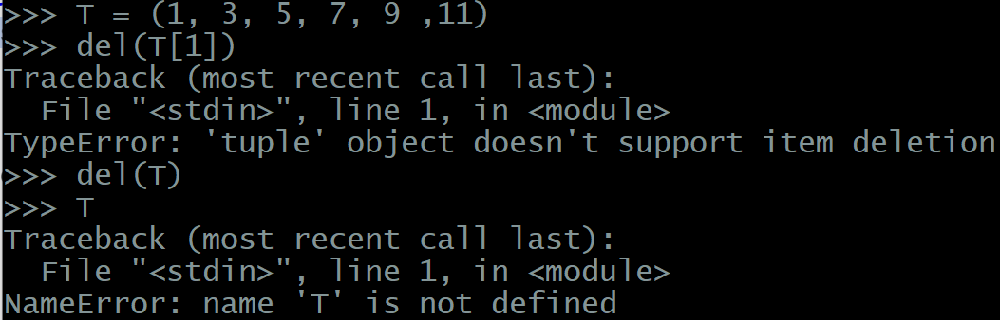 >>> T = (1, 3, 5, 7, 9 ,11)
>>> del(T[1])
Traceback (most recent call last):
  File "<stdin>", line 1, in <module>
TypeError: 'tuple' object doesn't support item deletion
>>> del(T)
>>> T
Traceback (most recent call last):
  File "<stdin>", line 1, in <module>
NameError: name 'T' is not defined